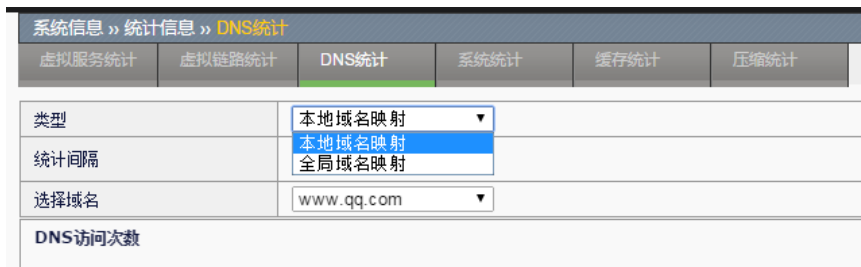 系统信息 » 统计信息 » DNS统计
虚拟服务统计 虚拟链路统计 DNS统计 系统统计 缓存统计 压缩统计
类型 本地域名映射
本地域名映射
统计间隔 全局域名映射
选择域名 www.qq.com
DNS访问次数